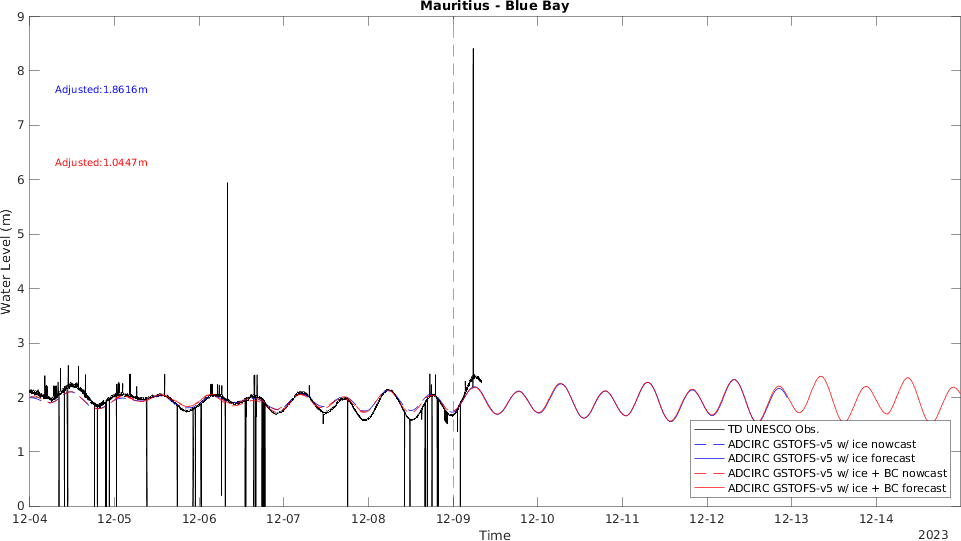 Mauritius - Blue Bay
9
8
7
6
5
4
3
2
1
0
Water Level (m)
Adjusted:1.8616m
Adjusted:1.0447m
TD UNESCO Obs.
ADCIRC GSTOFS-v5 w/ ice nowcast
ADCIRC GSTOFS-v5 w/ ice forecast
ADCIRC GSTOFS-v5 w/ ice + BC nowcast
ADCIRC GSTOFS-v5 w/ ice + BC forecast
12-04 12-05 12-06 12-07 12-08 12-09 12-10 12-11 12-12 12-13 12-14
Time
2023